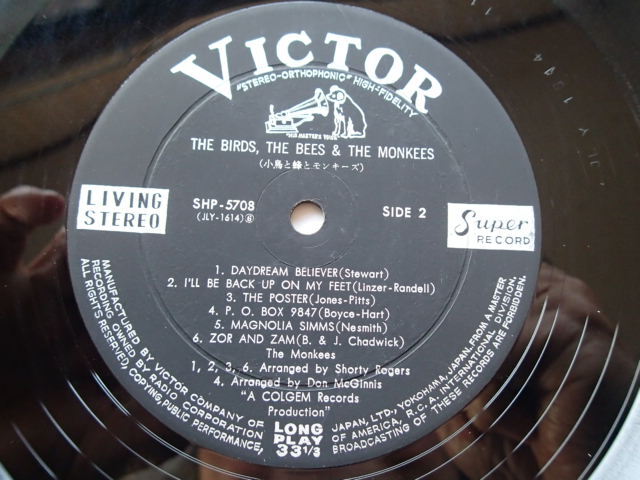 VICTOR
"STEREO-ORTHOPHONIC" HIGH-FIDELITY
"HIS MASTER'S VOICE"
THE BIRDS, THE BEES & THE MONKEES
(小鳥と蜂とモンキーズ)
LIVING
STEREO
SHP-5708
(JLY-1614)Ⓑ
SIDE 2
Super
RECORD
1. DAYDREAM BELIEVER(Stewart)
2. I'LL BE BACK UP ON MY FEET(Linzer-Randell)
3. THE POSTER(Jones-Pitts)
4. P. O. BOX 9847(Boyce-Hart)
5. MAGNOLIA SIMMS(Nesmith)
6. ZOR AND ZAM(B. & J. Chadwick)
The Monkees
1, 2, 3, 6. Arranged by Shorty Rogers
4. Arranged by Don McGinnis
"A COLGEM Records
Production"
LONG
PLAY
33 1/3
MANUFACTURED BY VICTOR COMPANY OF JAPAN, LTD., YOKOHAMA, JAPAN, FROM A MASTER
RECORDING OWNED BY RADIO CORPORATION OF AMERICA, R.C.A. INTERNATIONAL DIVISION.
ALL RIGHTS RESERVED, COPYING, PUBLIC PERFORMANCE, BROADCASTING OF THESE RECORDS ARE FORBIDDEN.